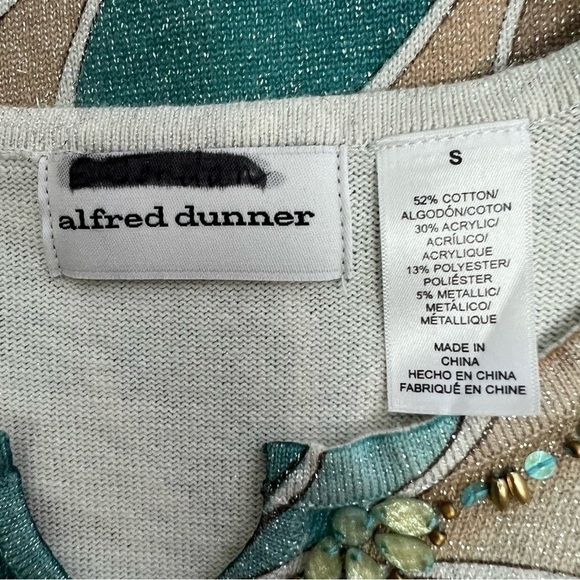 alfred dunner
S
52% COTTON/
ALGODÓN/COTON
30% ACRYLIC/
ACRÍLICO/
ACRYLIQUE
13% POLYESTER/
POLIÉSTER
5% METALLIC/
METÁLICO/
MÉTALLIQUE
MADE IN
CHINA
HECHO EN CHINA
FABRIQUÉ EN CHINE